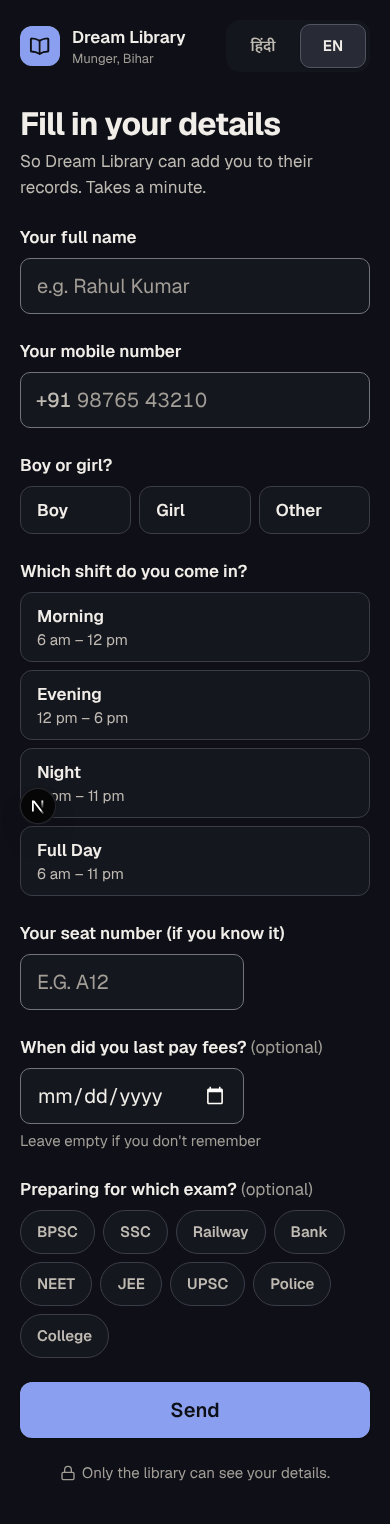 Dream Library
Munger, Bihar
हिंदी
EN
Fill in your details
So Dream Library can add you to their
records. Takes a minute.
Your full name
e.g. Rahul Kumar
Your mobile number
+91 98765 43210
Boy or girl?
Boy
Girl
Other
Which shift do you come in?
Morning
6 am – 12 pm
Evening
12 pm – 6 pm
Night
pm – 11 pm
N
Full Day
6 am – 11 pm
Your seat number (if you know it)
E.G. A12
When did you last pay fees? (optional)
mm/dd/yyyy
Leave empty if you don't remember
Preparing for which exam? (optional)
BPSC
SSC
Railway
Bank
NEET
JEE
UPSC
Police
College
Send
Only the library can see your details.